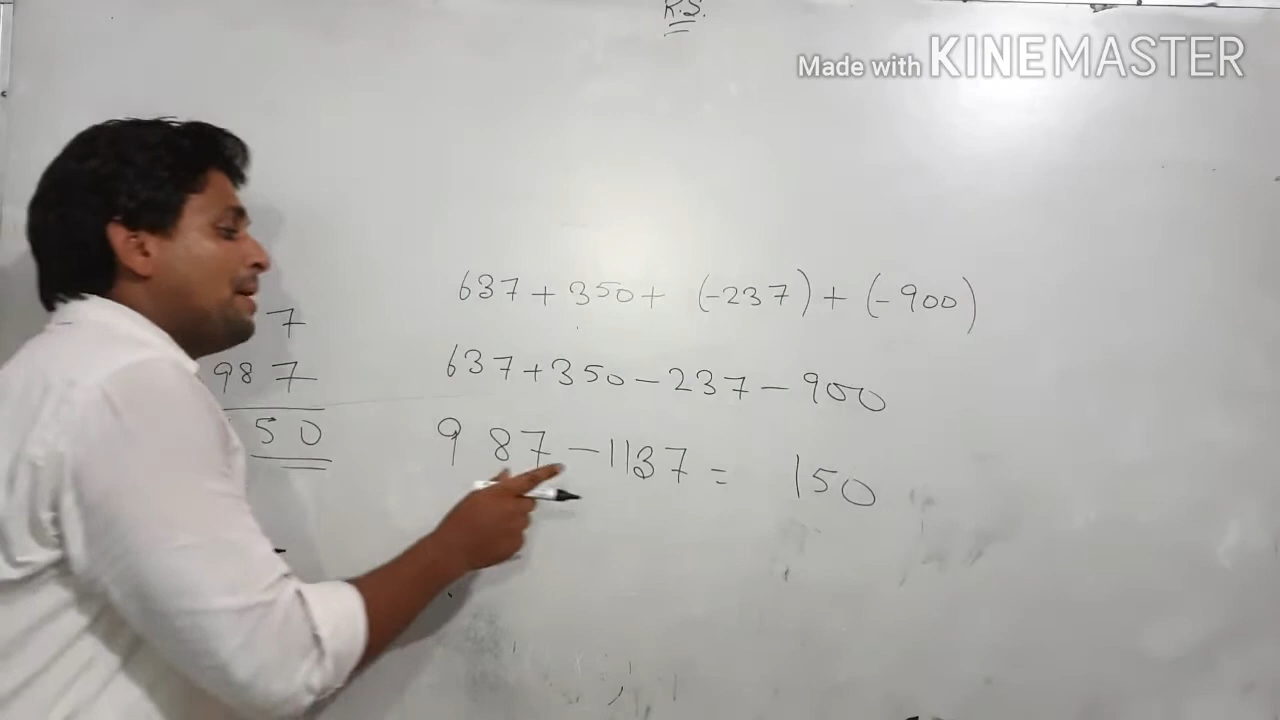 R.S.
Made with KINEMASTER
637 + 350 + (-237) + (-900)
7
637 + 350 - 237 - 900
987
987 - 1137 = 150
50